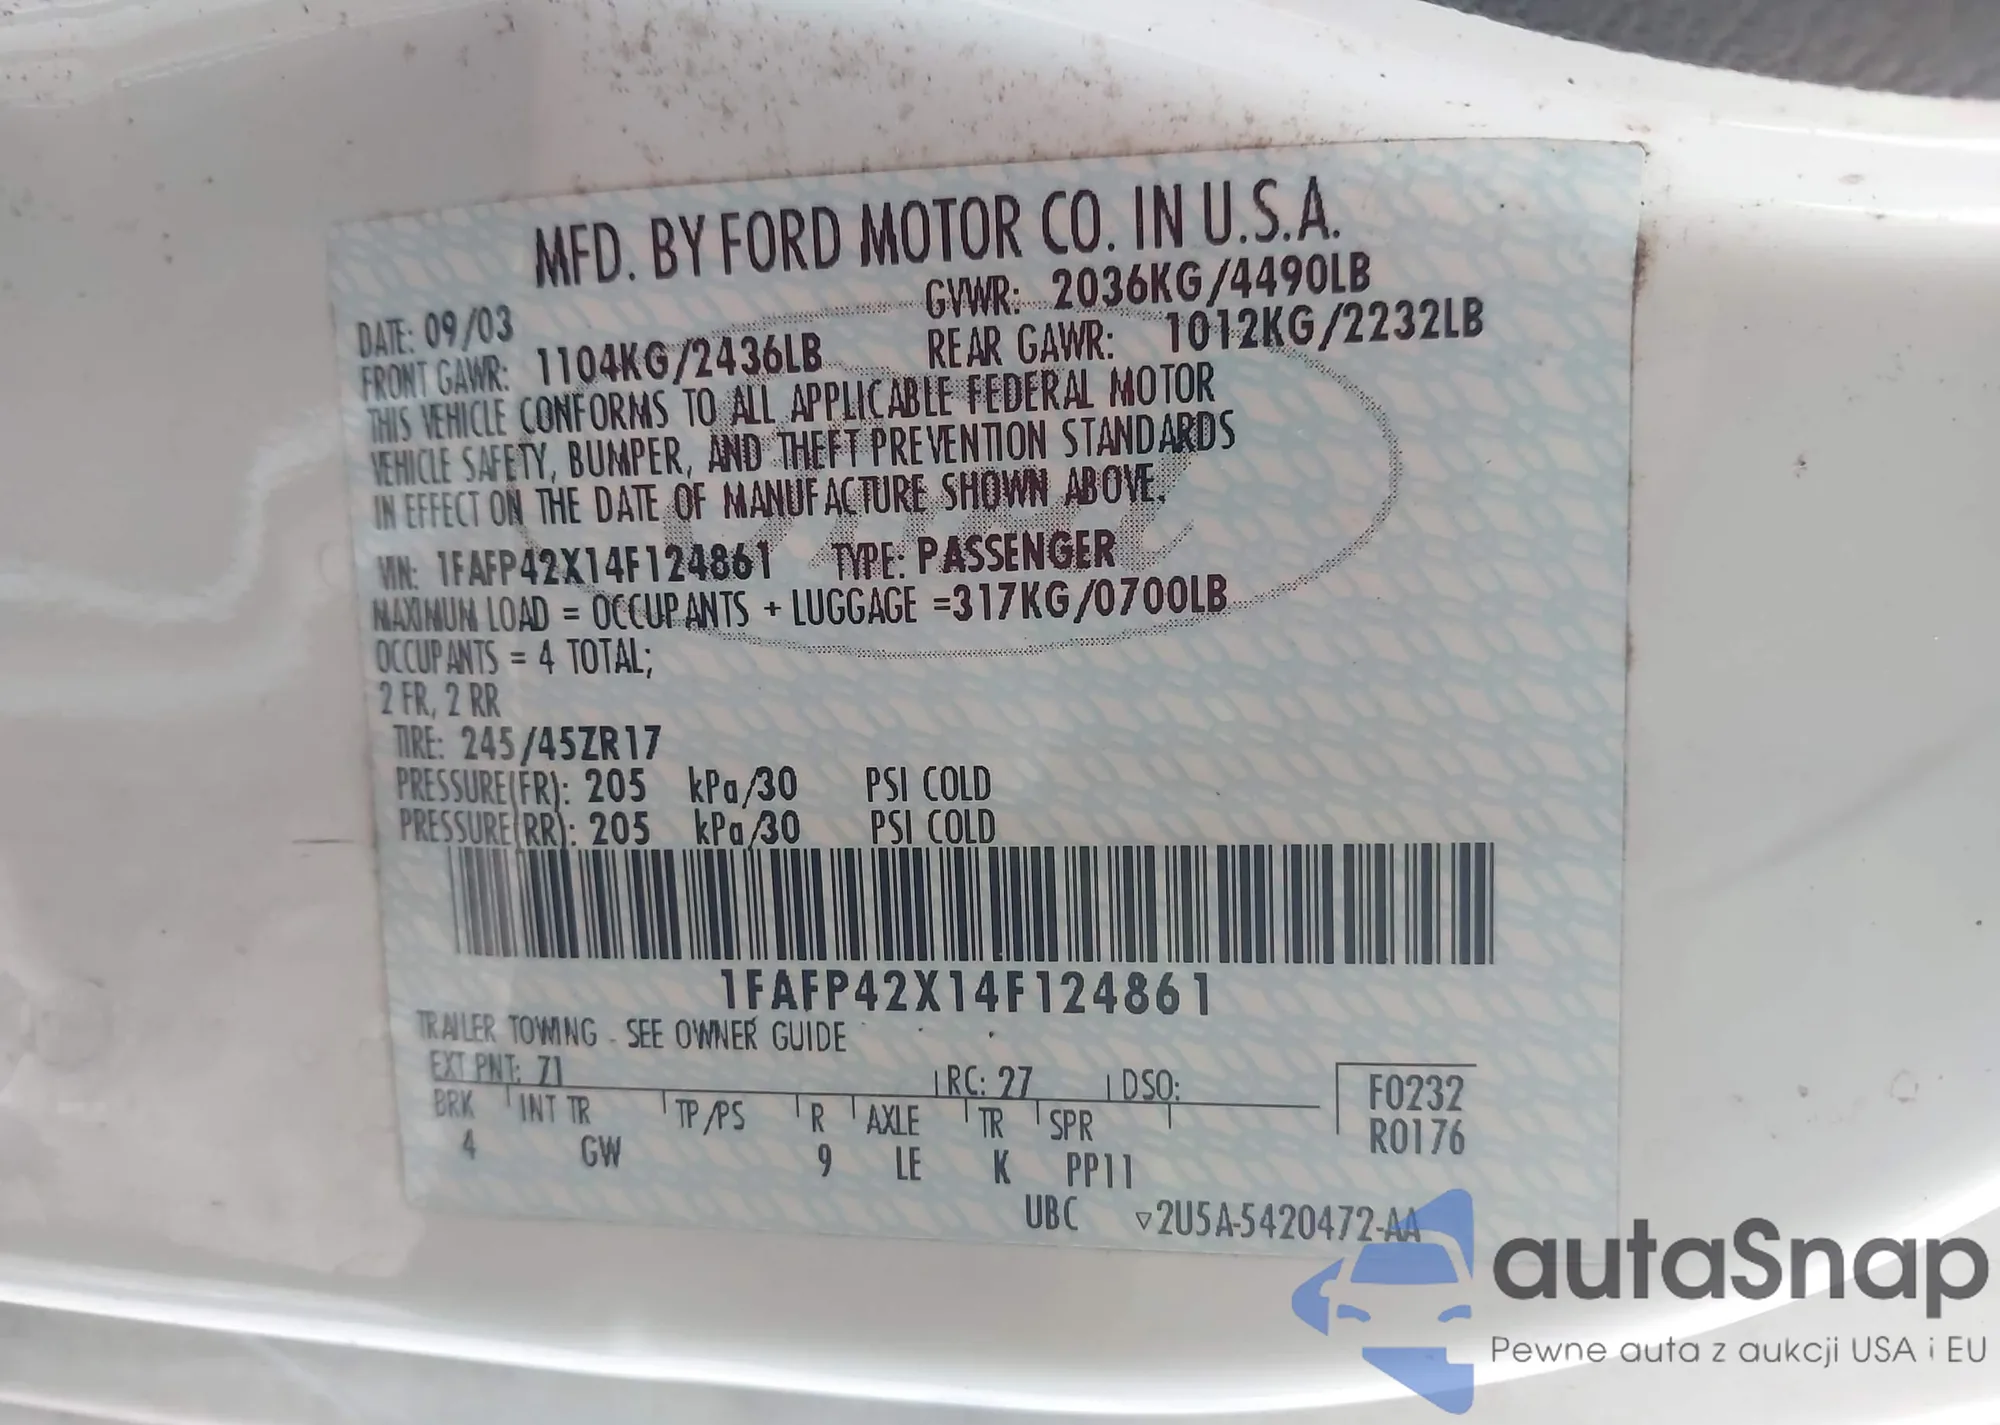 MFD. BY FORD MOTOR CO. IN U.S.A.
DATE: 09/03 GVWR: 2036KG/4490LB
FRONT GAWR: 1104KG/2436LB REAR GAWR: 1012KG/2232LB
THIS VEHICLE CONFORMS TO ALL APPLICABLE FEDERAL MOTOR
VEHICLE SAFETY, BUMPER, AND THEFT PREVENTION STANDARDS
IN EFFECT ON THE DATE OF MANUFACTURE SHOWN ABOVE.
VIN: 1FAFP42X14F124861 TYPE: PASSENGER
MAXIMUM LOAD = OCCUPANTS + LUGGAGE =317KG/0700LB
OCCUPANTS = 4 TOTAL;
2 FR, 2 RR
TIRE: 245/45ZR17
PRESSURE(FR): 205 kPa/30 PSI COLD
PRESSURE(RR): 205 kPa/30 PSI COLD
1FAFP42X14F124861
TRAILER TOWING - SEE OWNER GUIDE
EXT PNT: Z1 RC: 27 DSO: F0232
BRK INT TR TP/PS R AXLE TR SPR R0176
4 GW 9 LE K PP11
UBC ▽2U5A-5420472-AA
autaSnap
Pewne auta z aukcji USA i EU